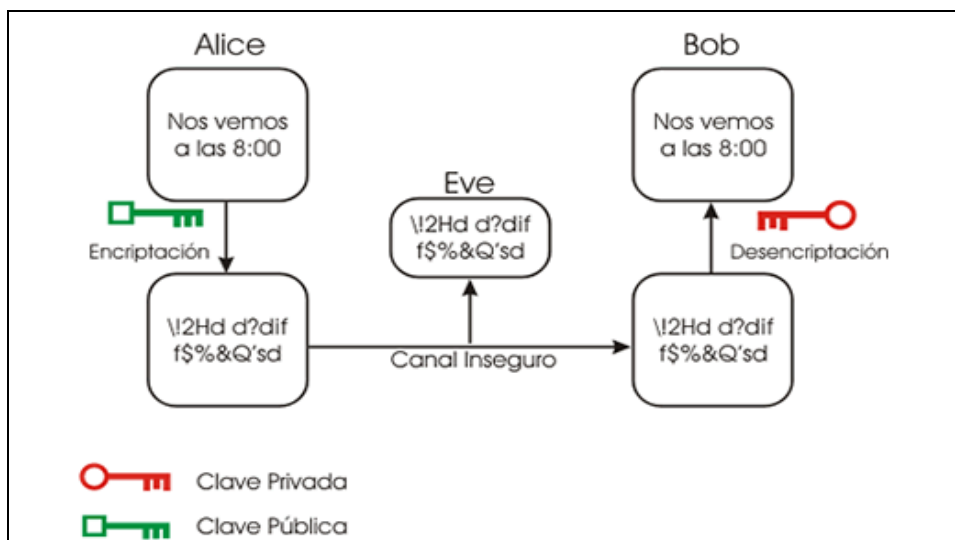 Alice
Bob
Nos vemos
a las 8:00
Nos vemos
a las 8:00
Eve
\!2Hd d?dif
f$%&Q'sd
Encriptación
Desencriptación
\!2Hd d?dif
f$%&Q'sd
Canal Inseguro
\!2Hd d?dif
f$%&Q'sd
Clave Privada
Clave Pública